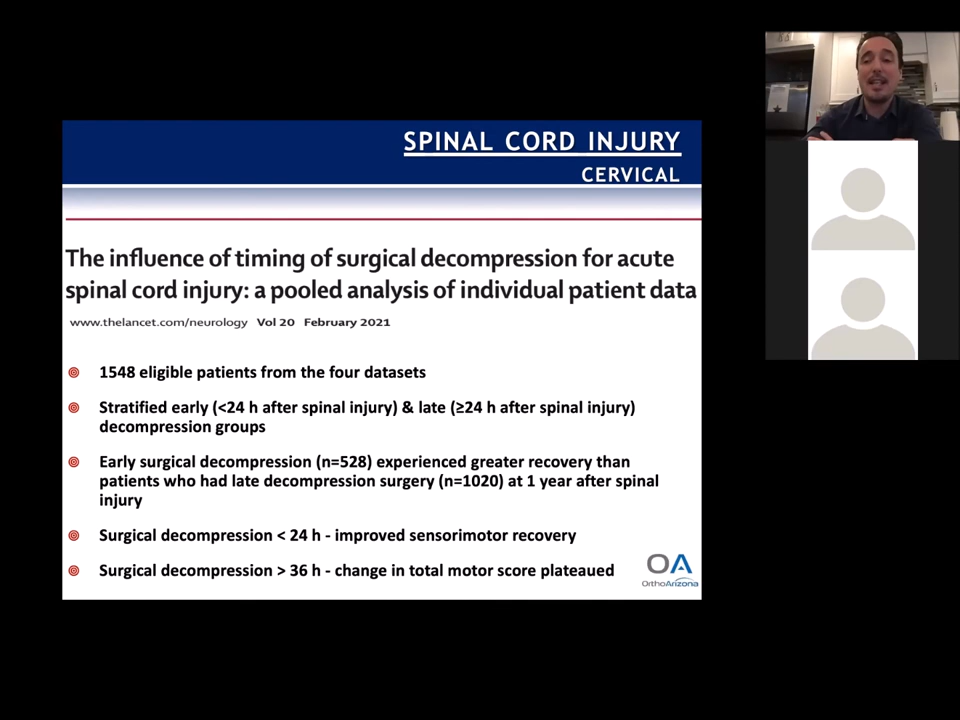 SPINAL CORD INJURY
CERVICAL
The influence of timing of surgical decompression for acute
spinal cord injury: a pooled analysis of individual patient data
www.thelancet.com/neurology Vol 20 February 2021
1548 eligible patients from the four datasets
Stratified early (<24 h after spinal injury) & late (≥24 h after spinal injury)
decompression groups
Early surgical decompression (n=528) experienced greater recovery than
patients who had late decompression surgery (n=1020) at 1 year after spinal
injury
Surgical decompression < 24 h - improved sensorimotor recovery
Surgical decompression > 36 h - change in total motor score plateaued
OA
OrthoArizona